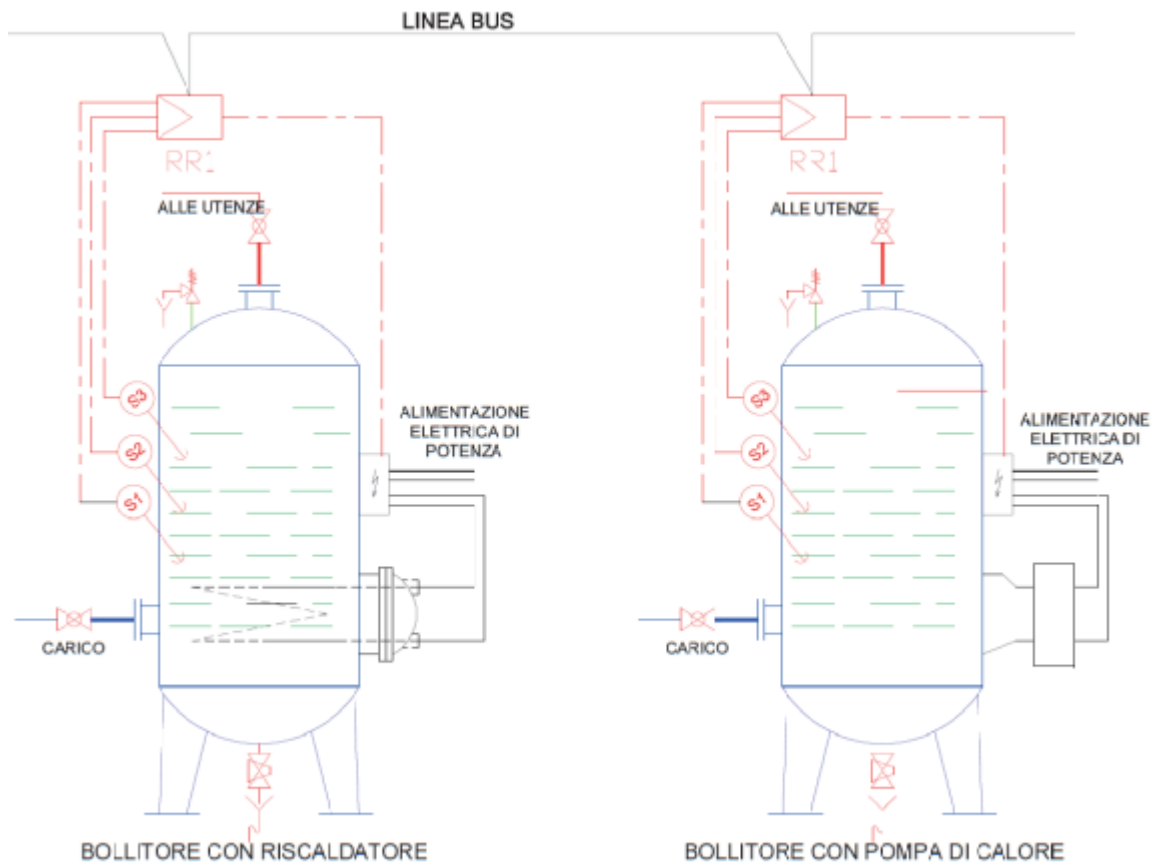 LINEA BUS
RR1
RR1
ALLE UTENZE
ALLE UTENZE
S3
S2
S1
ALIMENTAZIONE
ELETTRICA DI
POTENZA
S3
S2
S1
ALIMENTAZIONE
ELETTRICA DI
POTENZA
CARICO
CARICO
BOLLITORE CON RISCALDATORE
BOLLITORE CON POMPA DI CALORE